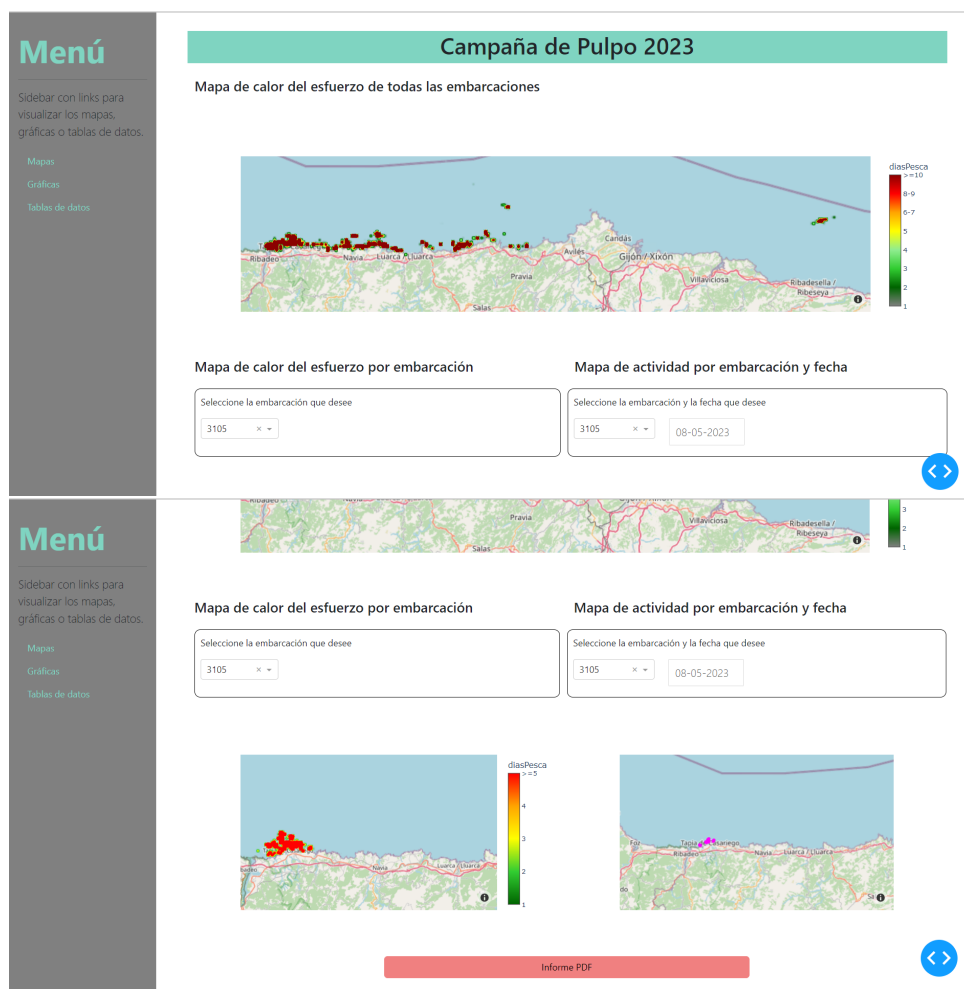 Menú
Sidebar con links para
visualizar los mapas,
gráficas o tablas de datos.
Mapas
Gráficas
Tablas de datos
Campaña de Pulpo 2023
Mapa de calor del esfuerzo de todas las embarcaciones
Ribadeo
Navia
Luarca / Lḷuarca
Pravia
Salas
Avilés
Candás
Gijón / Xixón
Villaviciosa
Ribadesella /
Ribeseya
diasPesca
>=10
8-9
6-7
5
4
3
2
1
Mapa de calor del esfuerzo por embarcación
Seleccione la embarcación que desee
3105
Mapa de actividad por embarcación y fecha
Seleccione la embarcación y la fecha que desee
3105
08-05-2023
Menú
Sidebar con links para
visualizar los mapas,
gráficas o tablas de datos.
Mapas
Gráficas
Tablas de datos
Pravia
Salas
Villaviciosa
Ribadesella /
Ribeseya
3
2
1
Mapa de calor del esfuerzo por embarcación
Seleccione la embarcación que desee
3105
Mapa de actividad por embarcación y fecha
Seleccione la embarcación y la fecha que desee
3105
08-05-2023
Navia
diasPesca
>=5
4
3
2
1
Foz
Tapia
Ribadeo
Navia
Informe PDF